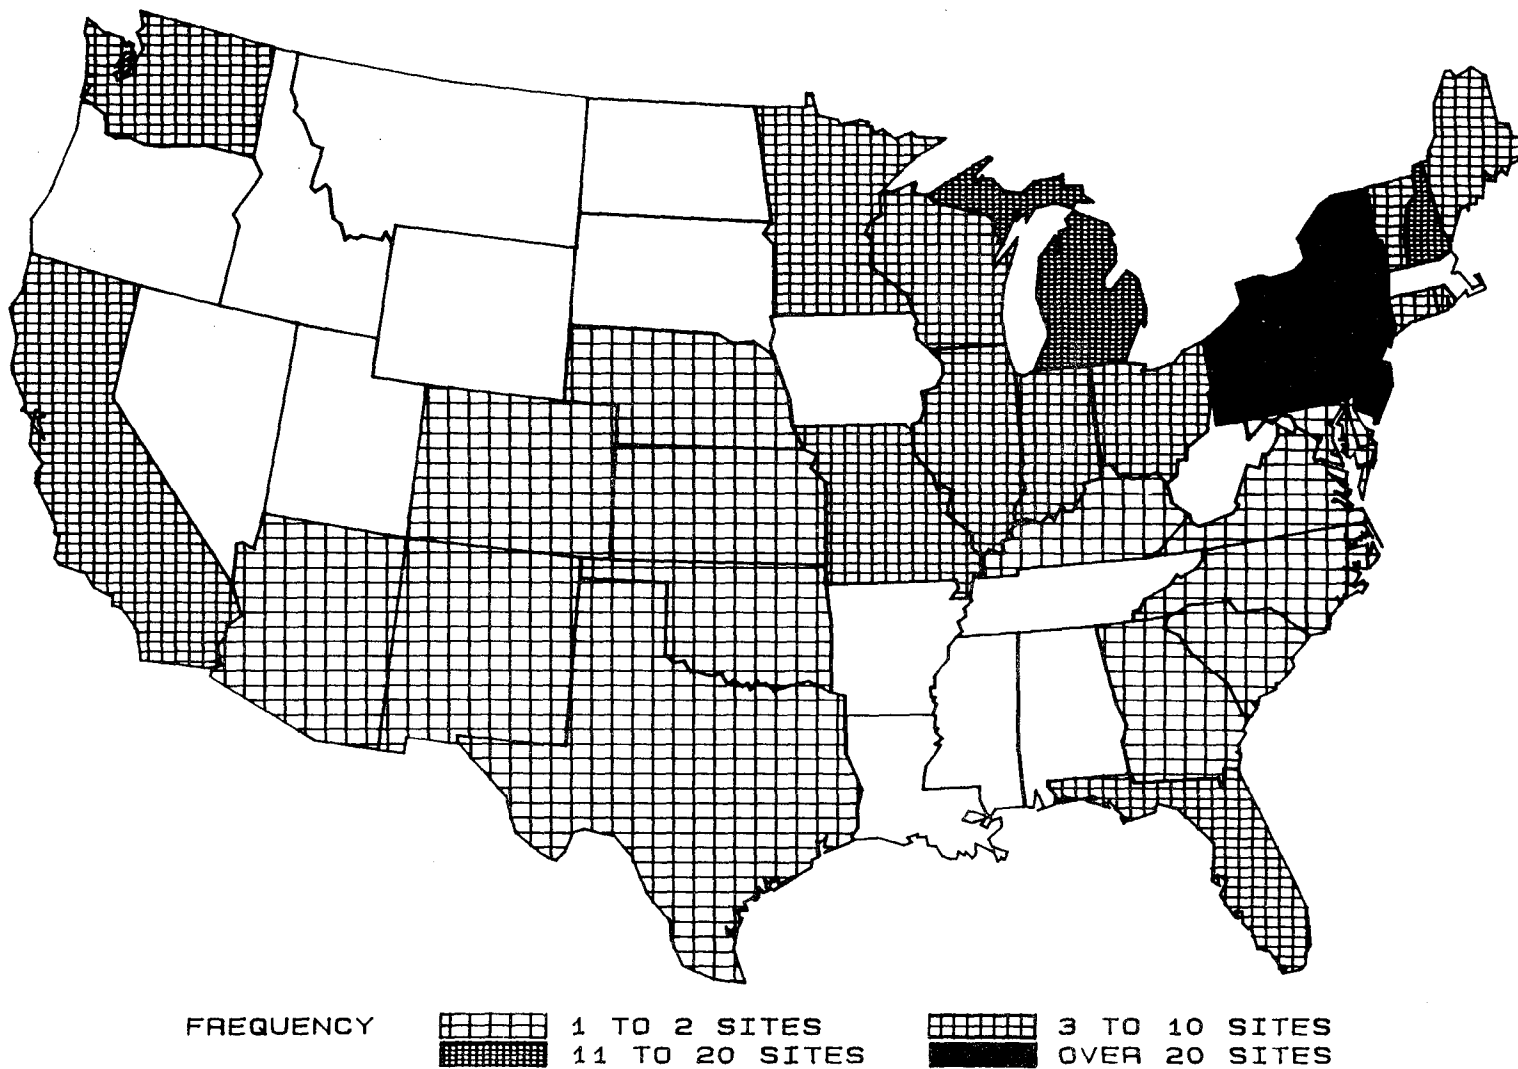 FREQUENCY
1 TO 2 SITES
3 TO 10 SITES
11 TO 20 SITES
OVER 20 SITES